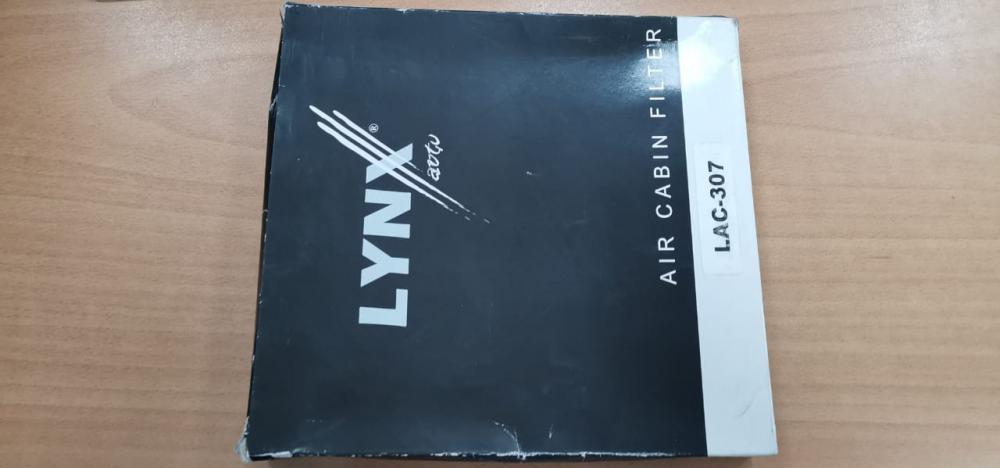 LYNX
auto
®
AIR CABIN FILTER
LAC-307